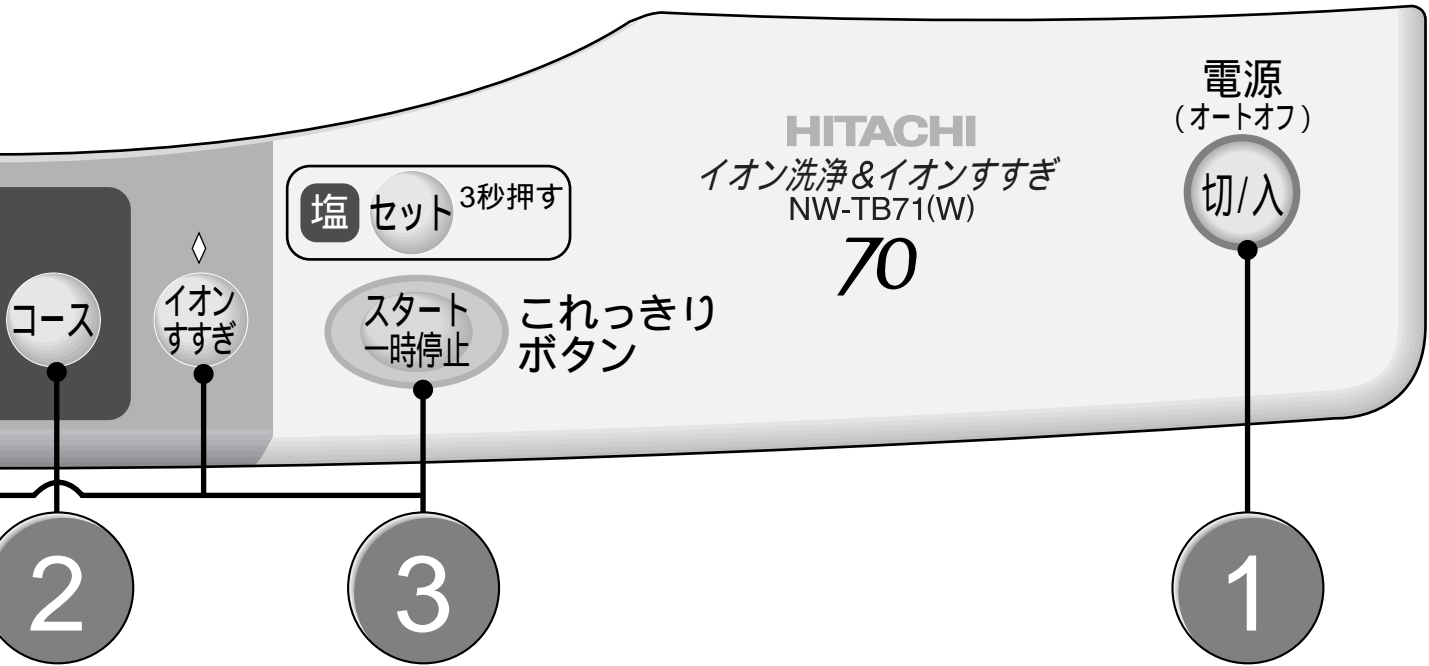 電源
(オートオフ)
切/入
HITACHI
イオン洗浄&イオンすすぎ
NW-TB71(W)
70
塩 セット 3秒押す
コース
イオン
すすぎ
スタート
一時停止
これっきり
ボタン
2
3
1